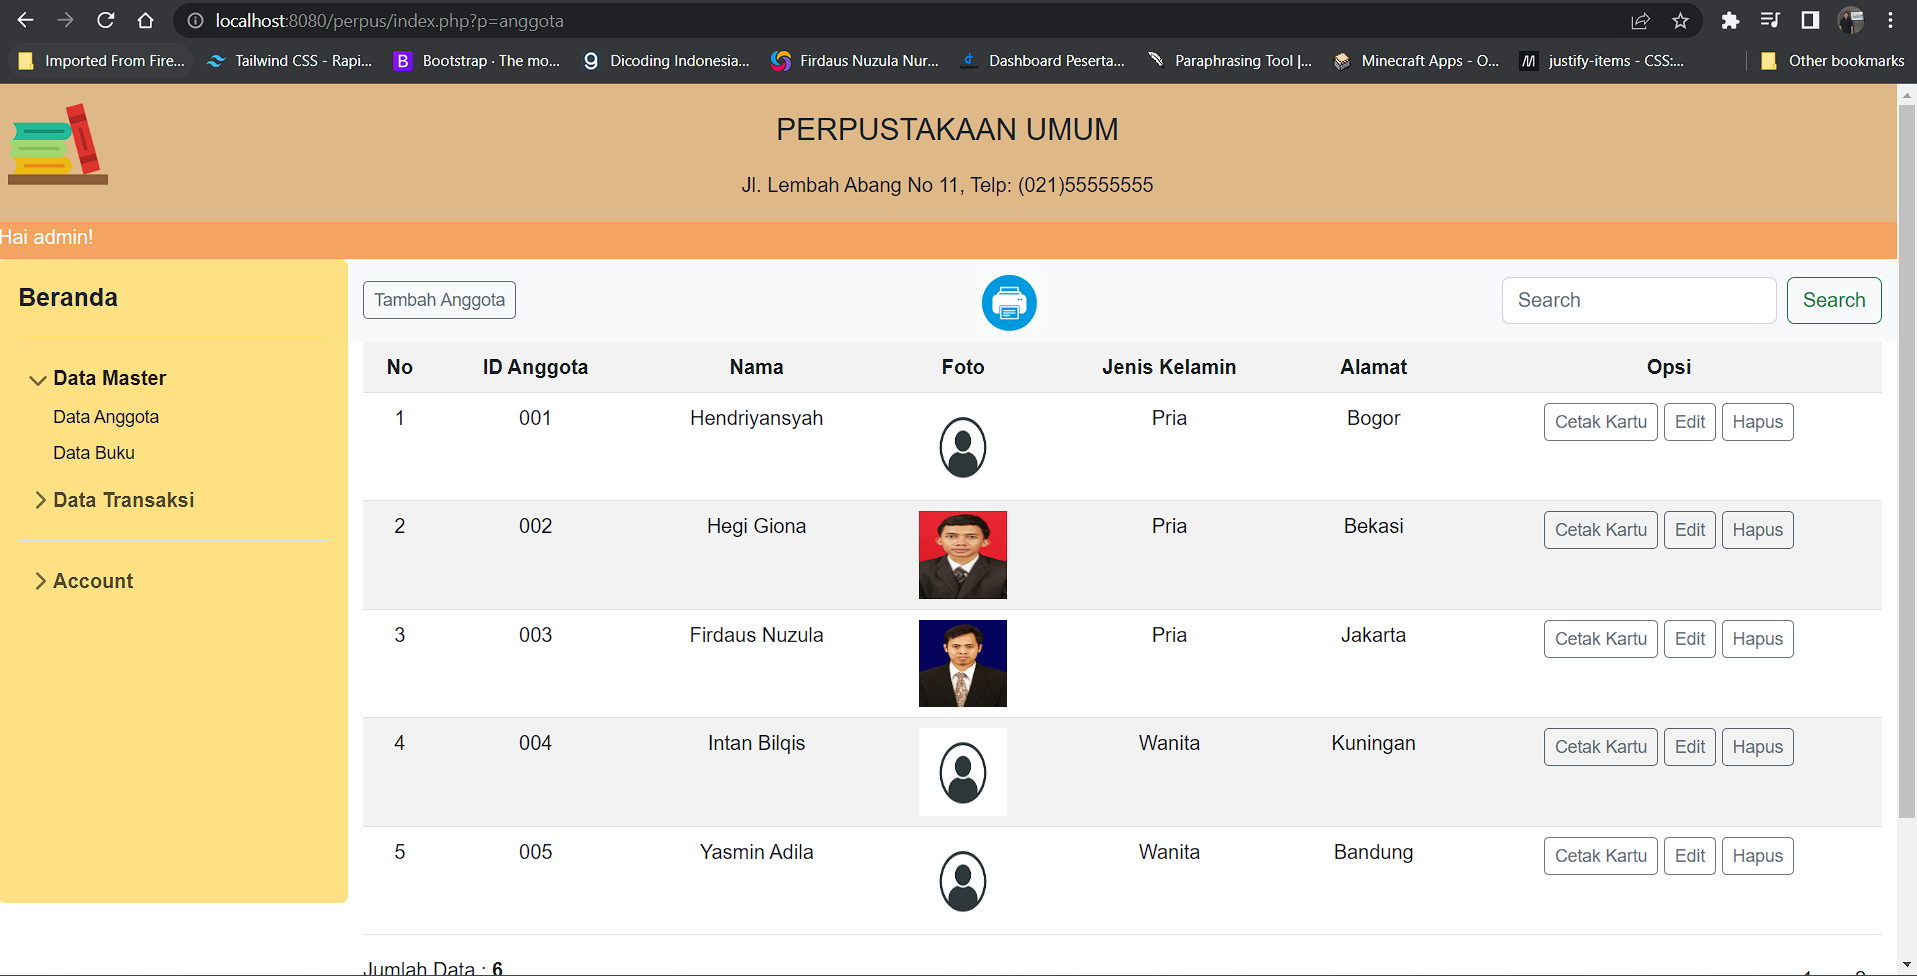 localhost:8080/perpus/index.php?p=anggota
Imported From Fire... Tailwind CSS - Rapi... B Bootstrap · The mo... Dicoding Indonesia... Firdaus Nuzula Nur... Dashboard Peserta... Paraphrasing Tool |... Minecraft Apps - O... M justify-items - CSS:... Other bookmarks
PERPUSTAKAAN UMUM
Jl. Lembah Abang No 11, Telp: (021)55555555
Hai admin!
Beranda
Data Master
Data Anggota
Data Buku
Data Transaksi
Account
Tambah Anggota Search Search
No ID Anggota Nama Foto Jenis Kelamin Alamat Opsi
1 001 Hendriyansyah Pria Bogor Cetak Kartu Edit Hapus
2 002 Hegi Giona Pria Bekasi Cetak Kartu Edit Hapus
3 003 Firdaus Nuzula Pria Jakarta Cetak Kartu Edit Hapus
4 004 Intan Bilqis Wanita Kuningan Cetak Kartu Edit Hapus
5 005 Yasmin Adila Wanita Bandung Cetak Kartu Edit Hapus
Jumlah Data : 6